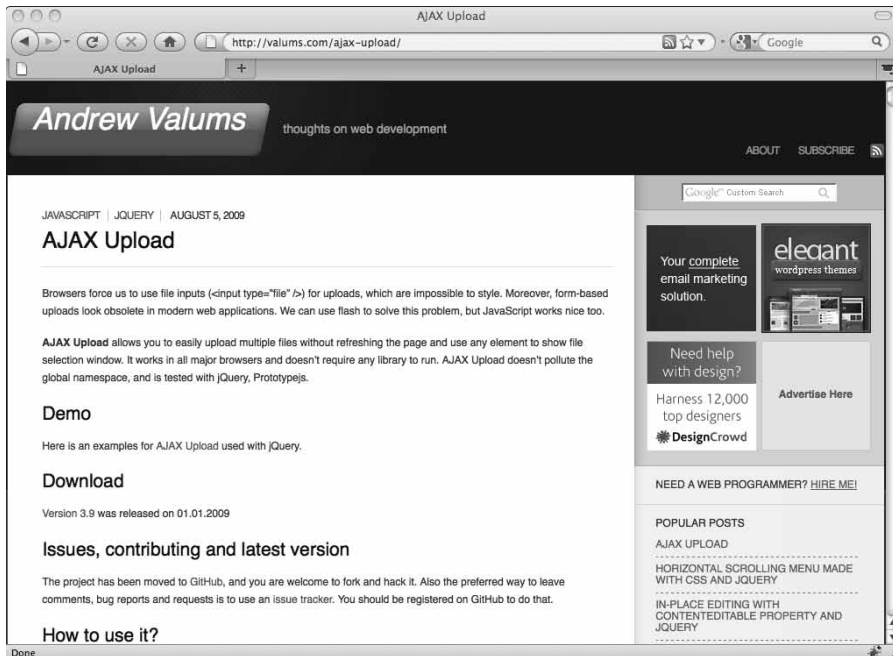 AJAX Upload
http://valums.com/ajax-upload/
Google
AJAX Upload
+
Andrew Valums
thoughts on web development
ABOUT
SUBSCRIBE
JAVASCRIPT | JQUERY | AUGUST 5, 2009
AJAX Upload
Browsers force us to use file inputs (<input type="file" />) for uploads, which are impossible to style. Moreover, form-based
uploads look obsolete in modern web applications. We can use flash to solve this problem, but JavaScript works nice too.
AJAX Upload allows you to easily upload multiple files without refreshing the page and use any element to show file
selection window. It works in all major browsers and doesn't require any library to run. AJAX Upload doesn't pollute the
global namespace, and is tested with jQuery, Prototypejs.
Demo
Here is an examples for AJAX Upload used with jQuery.
Download
Version 3.9 was released on 01.01.2009
Issues, contributing and latest version
The project has been moved to GitHub, and you are welcome to fork and hack it. Also the preferred way to leave
comments, bug reports and requests is to use an issue tracker. You should be registered on GitHub to do that.
How to use it?
Google™ Custom Search
Your complete
email marketing
solution.
elegant
wordpress themes
Need help
with design?
Harness 12,000
top designers
DesignCrowd
Advertise Here
NEED A WEB PROGRAMMER? HIRE ME!
POPULAR POSTS
AJAX UPLOAD
HORIZONTAL SCROLLING MENU MADE
WITH CSS AND JQUERY
IN-PLACE EDITING WITH
CONTENTEDITABLE PROPERTY AND
JQUERY
Done